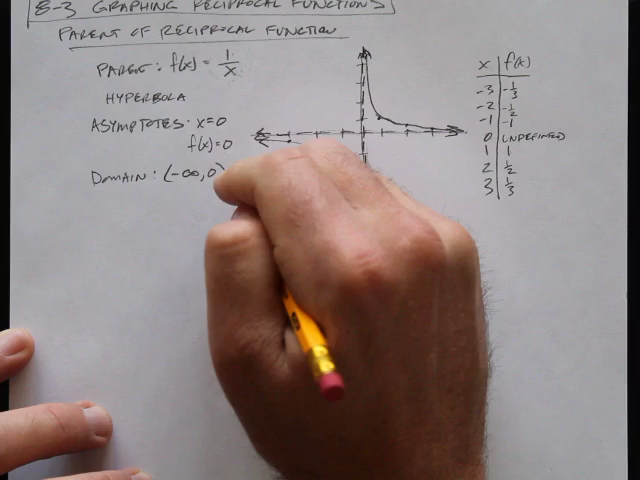 8-3 GRAPHING RECIPROCAL FUNCTIONS
PARENT OF RECIPROCAL FUNCTION
PARENT: f(x) = 1/x
HYPERBOLA
ASYMPTOTES: x=0
f(x)=0
DOMAIN: (-∞,0)
x f(x)
-3 -1/3
-2 -1/2
-1 -1
0 UNDEFINED
1 1
2 1/2
3 1/3